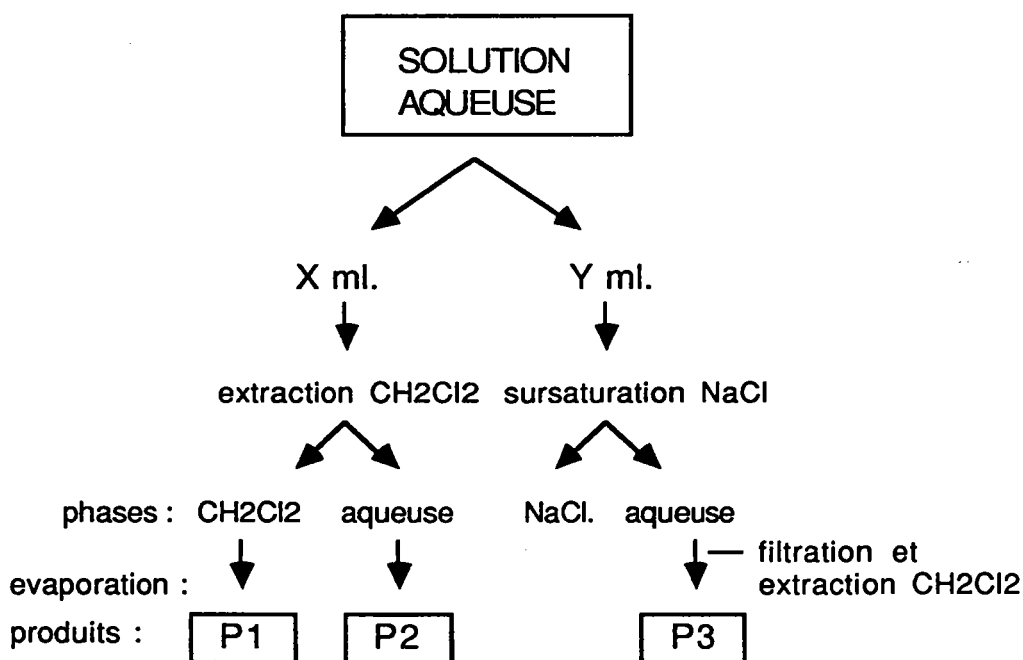 SOLUTION
AQUEUSE
X ml. Y ml.
extraction CH2Cl2 sursaturation NaCl
phases : CH2Cl2 aqueuse NaCl. aqueuse
filtration et
evaporation : extraction CH2Cl2
produits : P1 P2 P3